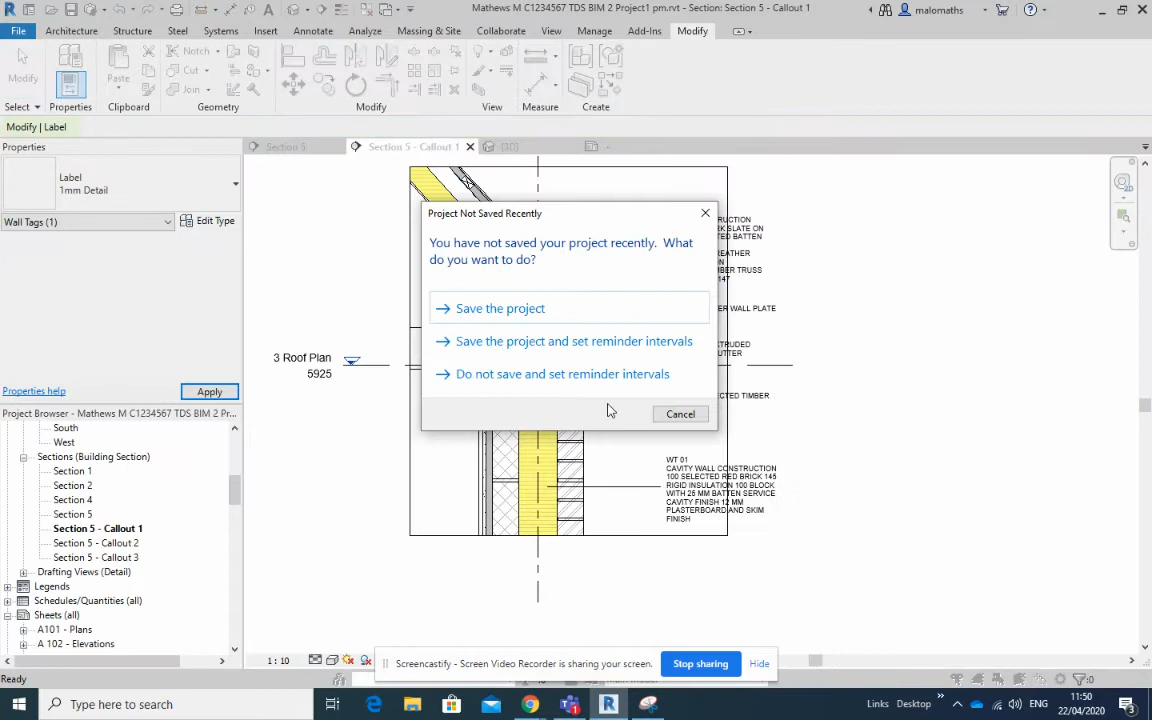 Mathews M C1234567 TDS BIM 2 Project1 pm.rvt - Section: Section 5 - Callout 1
malomaths
File
Architecture
Structure
Steel
Systems
Insert
Annotate
Analyze
Massing & Site
Collaborate
View
Manage
Add-Ins
Modify
Modify
Paste
Notch
Cut
Join
Select
Properties
Clipboard
Geometry
Modify
View
Measure
Create
Modify | Label
Properties
Section 5
Section 5 - Callout 1
{3D}
Label
1mm Detail
Wall Tags (1)
Edit Type
Properties help
Apply
Project Browser - Mathews M C1234567 TDS BIM 2 Pr...
South
West
Sections (Building Section)
Section 1
Section 2
Section 4
Section 5
Section 5 - Callout 1
Section 5 - Callout 2
Section 5 - Callout 3
Drafting Views (Detail)
Legends
Schedules/Quantities (all)
Sheets (all)
A101 - Plans
A 102 - Elevations
Project Not Saved Recently
You have not saved your project recently. What
do you want to do?
Save the project
Save the project and set reminder intervals
Do not save and set reminder intervals
Cancel
3 Roof Plan
5925
WALL PLATE
TIMBER
WT 01
CAVITY WALL CONSTRUCTION
100 SELECTED RED BRICK 145
RIGID INSULATION 100 BLOCK
WITH 25 MM BATTEN SERVICE
CAVITY FINISH 12 MM
PLASTERBOARD AND SKIM
FINISH
1 : 10
Screencastify - Screen Video Recorder is sharing your screen.
Stop sharing
Hide
Ready
:0
Type here to search
Links
Desktop
ENG
11:50
22/04/2020
3